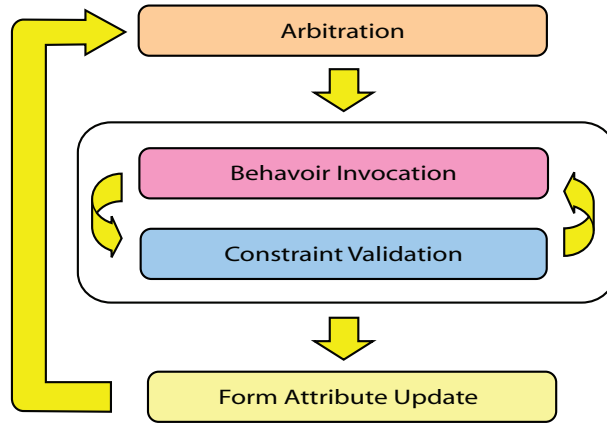 Arbitration
Behavoir Invocation
Constraint Validation
Form Attribute Update